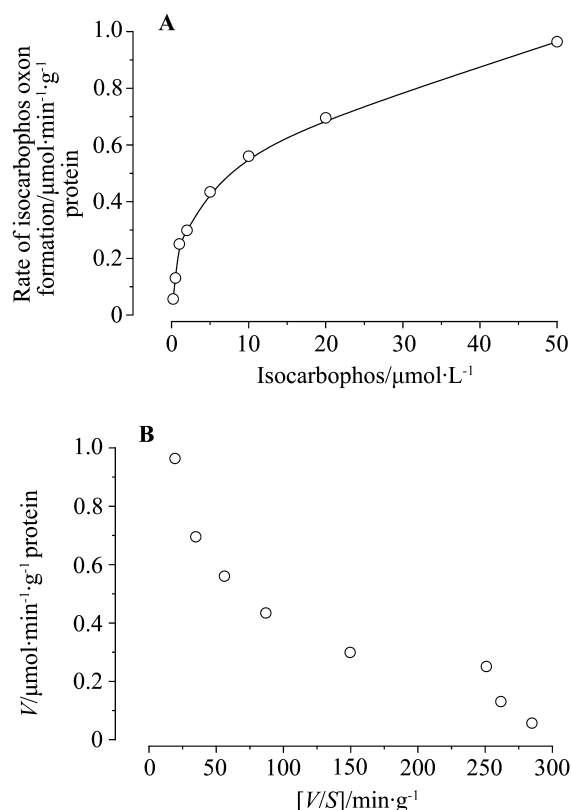 A
Rate of isocarbophos oxon
formation/μmol·min⁻¹·g⁻¹
protein
1.0
0.8
0.6
0.4
0.2
0
0 10 20 30 40 50
Isocarbophos/μmol·L⁻¹
B
V/μmol·min⁻¹·g⁻¹ protein
1.0
0.8
0.6
0.4
0.2
0
0 50 100 150 200 250 300
[V/S]/min·g⁻¹